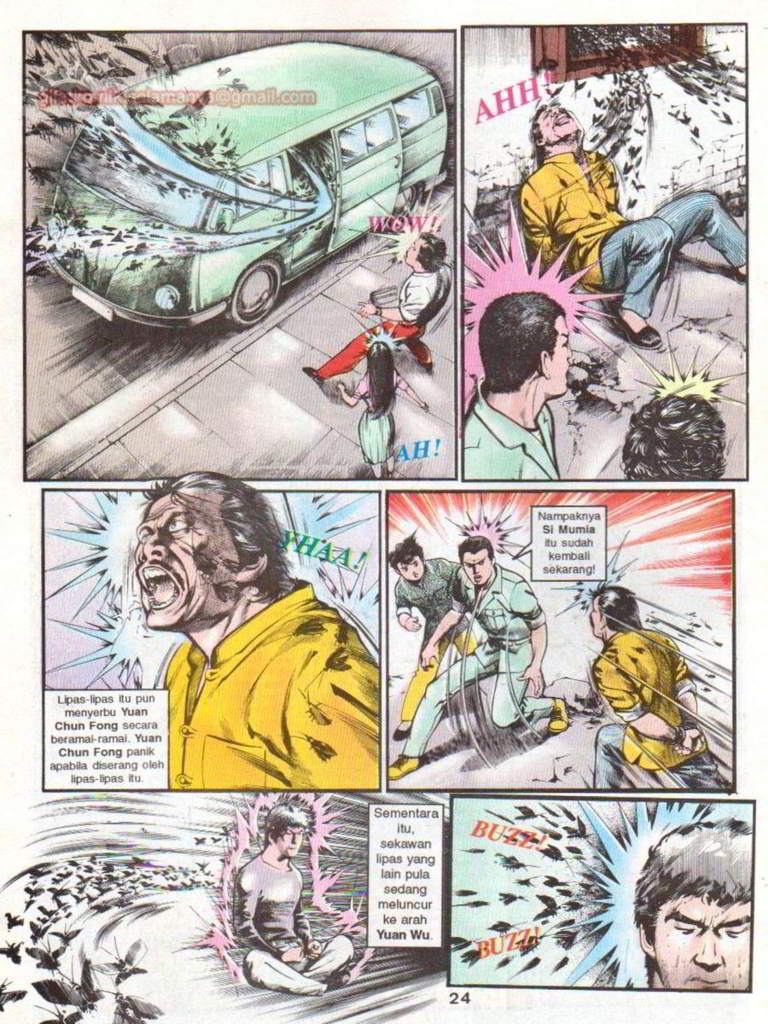 WOW!
AH!
AHH!
YHAA!
Lipas-lipas itu pun
menyerbu Yuan
Chun Fong secara
beramai-ramai. Yuan
Chun Fong panik
apabila diserang oleh
lipas-lipas itu.
Nampaknya
Si Mumia
itu sudah
kembali
sekarang!
Sementara
itu,
sekawan
lipas yang
lain pula
sedang
meluncur
ke arah
Yuan Wu.
BUZZ!
BUZZ!
24